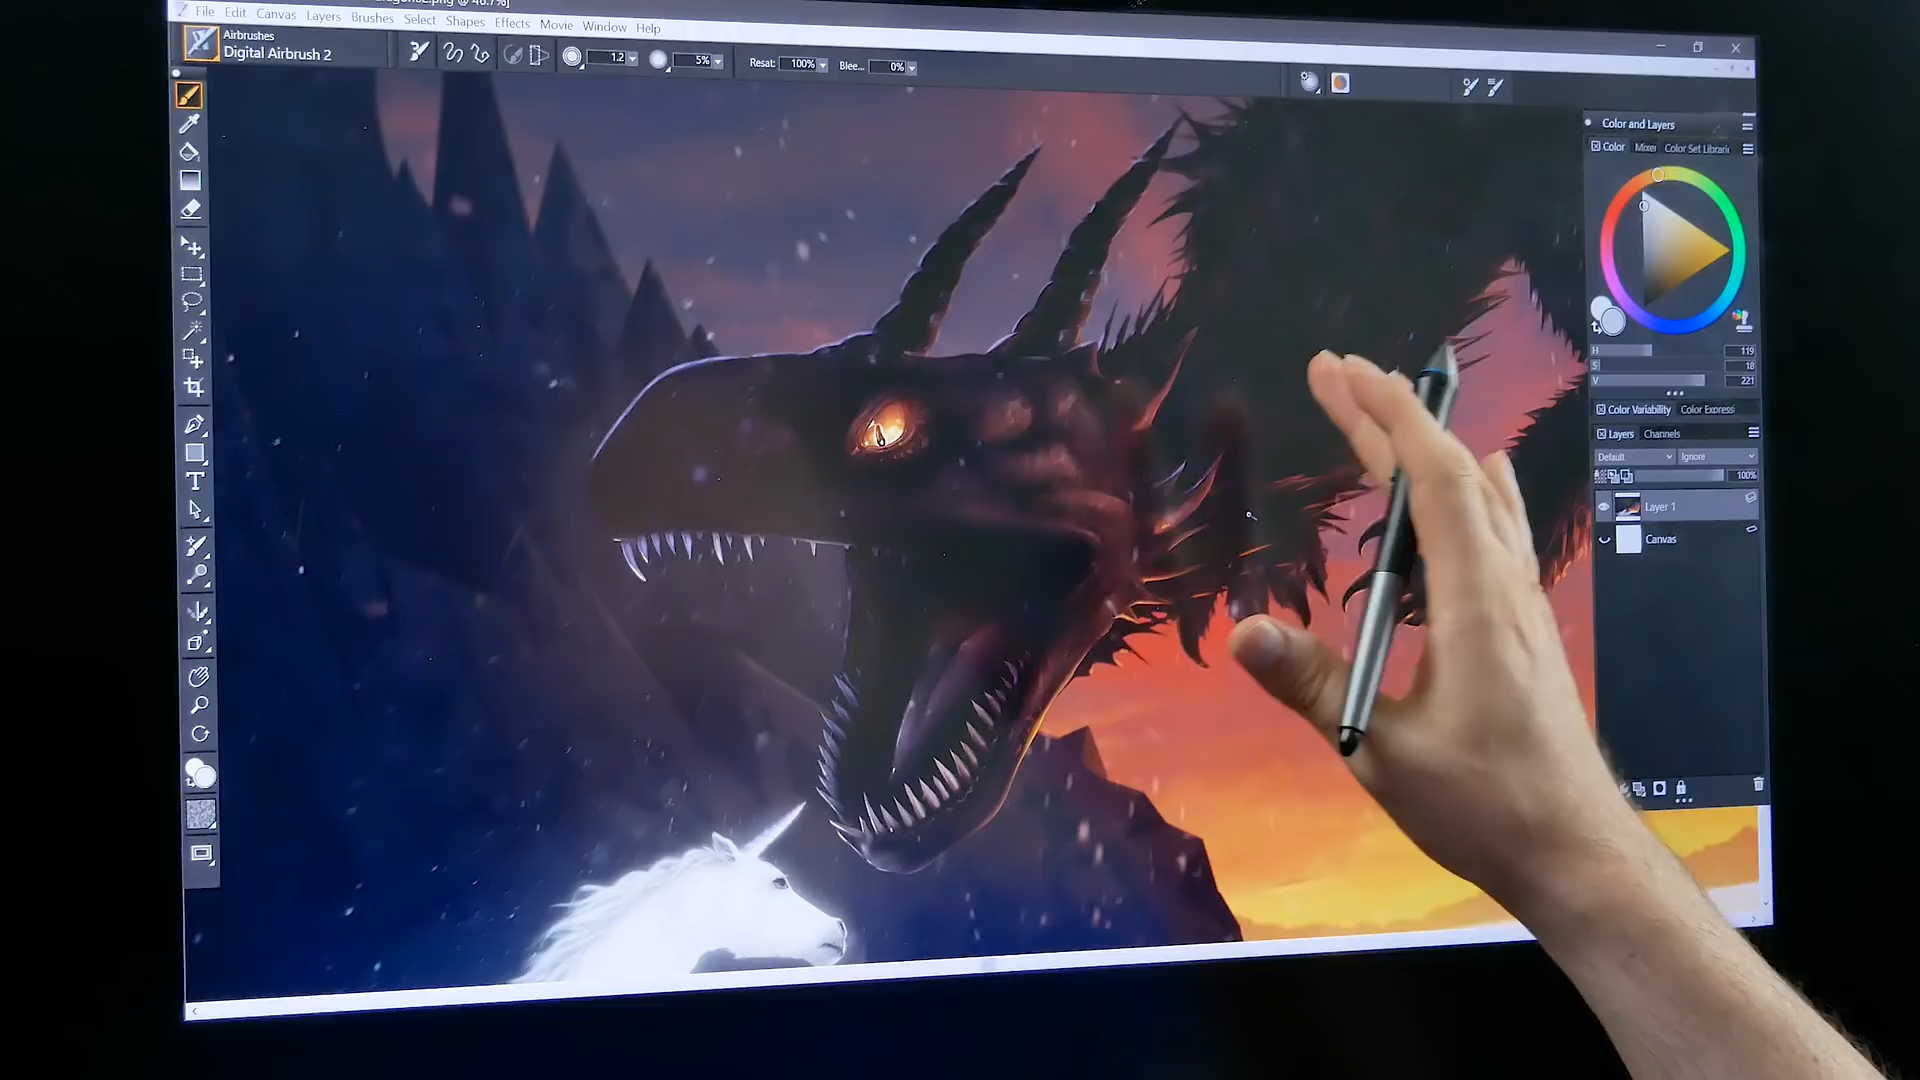 File Edit Canvas Layers Brushes Select Shapes Effects Movie Window Help
Airbrushes
Digital Airbrush 2
1.2
5%
Resat: 100%
Blee... 0%
Color and Layers
Color Mixer Color Set Librari
H 119
S 18
V 221
Color Variability Color Express
Layers Channels
Default Ignore
100%
Layer 1
Canvas
T